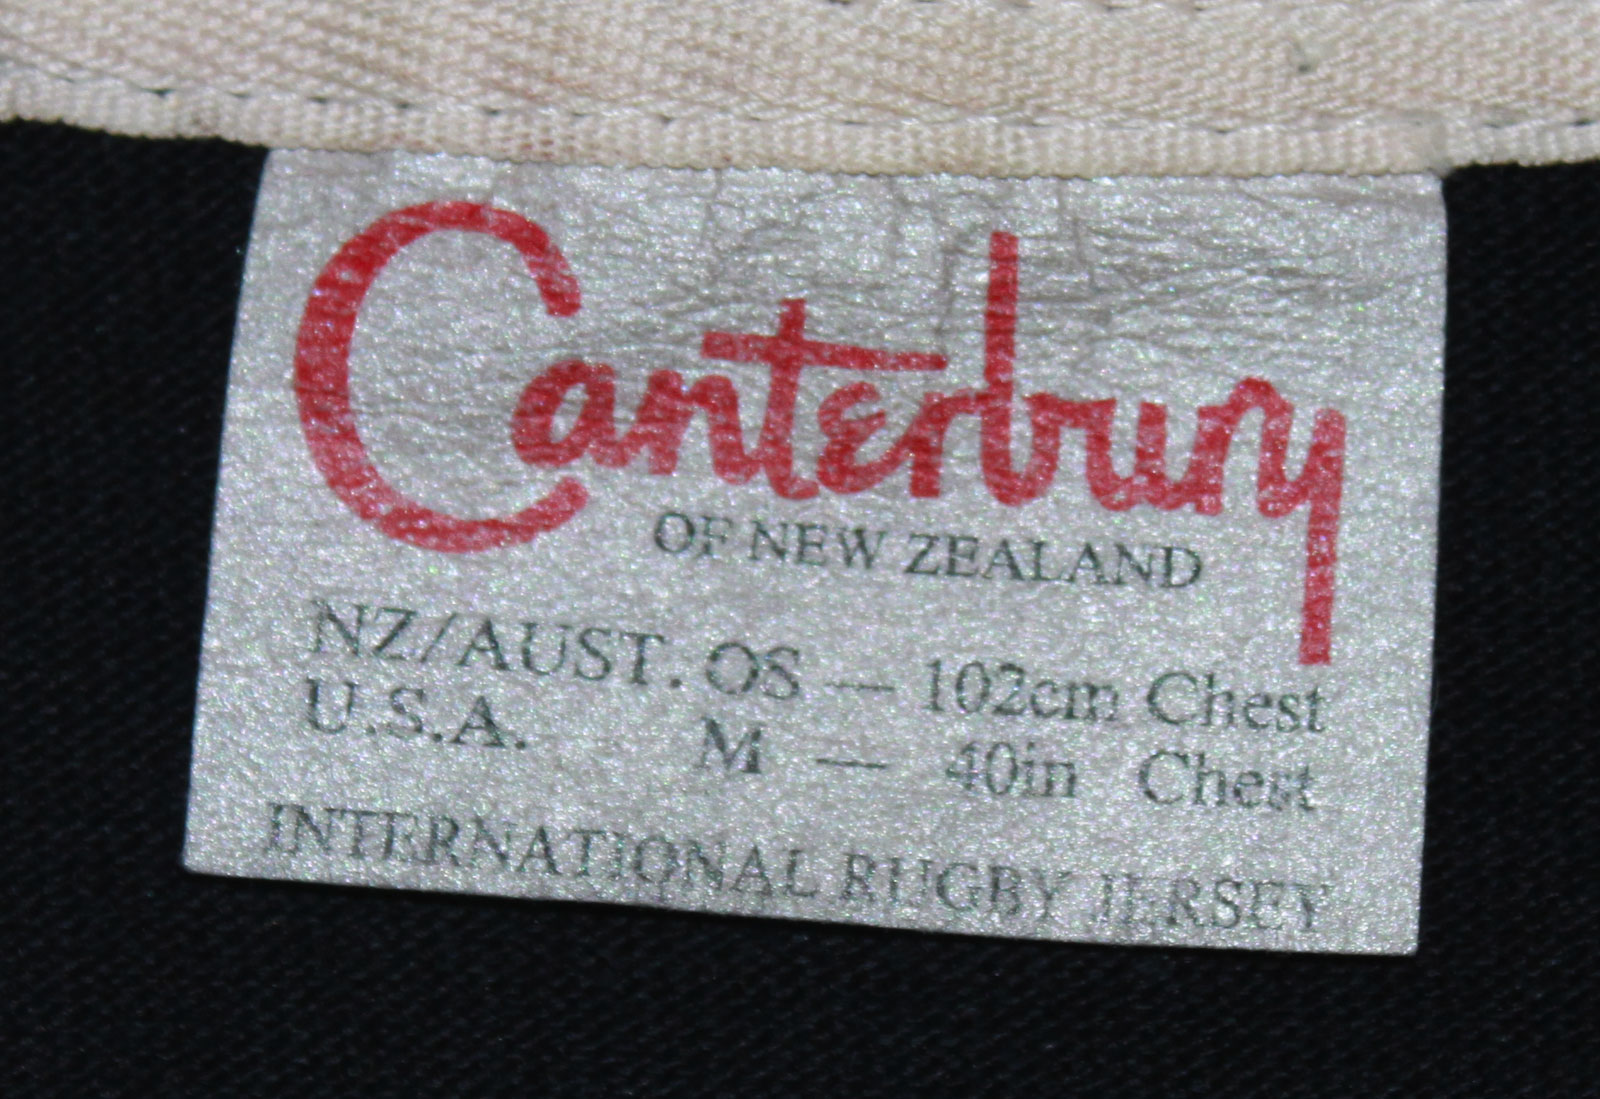 Canterbury
OF NEW ZEALAND
NZ/AUST. OS — 102cm Chest
U.S.A. M — 40in Chest
INTERNATIONAL RUGBY JERSEY